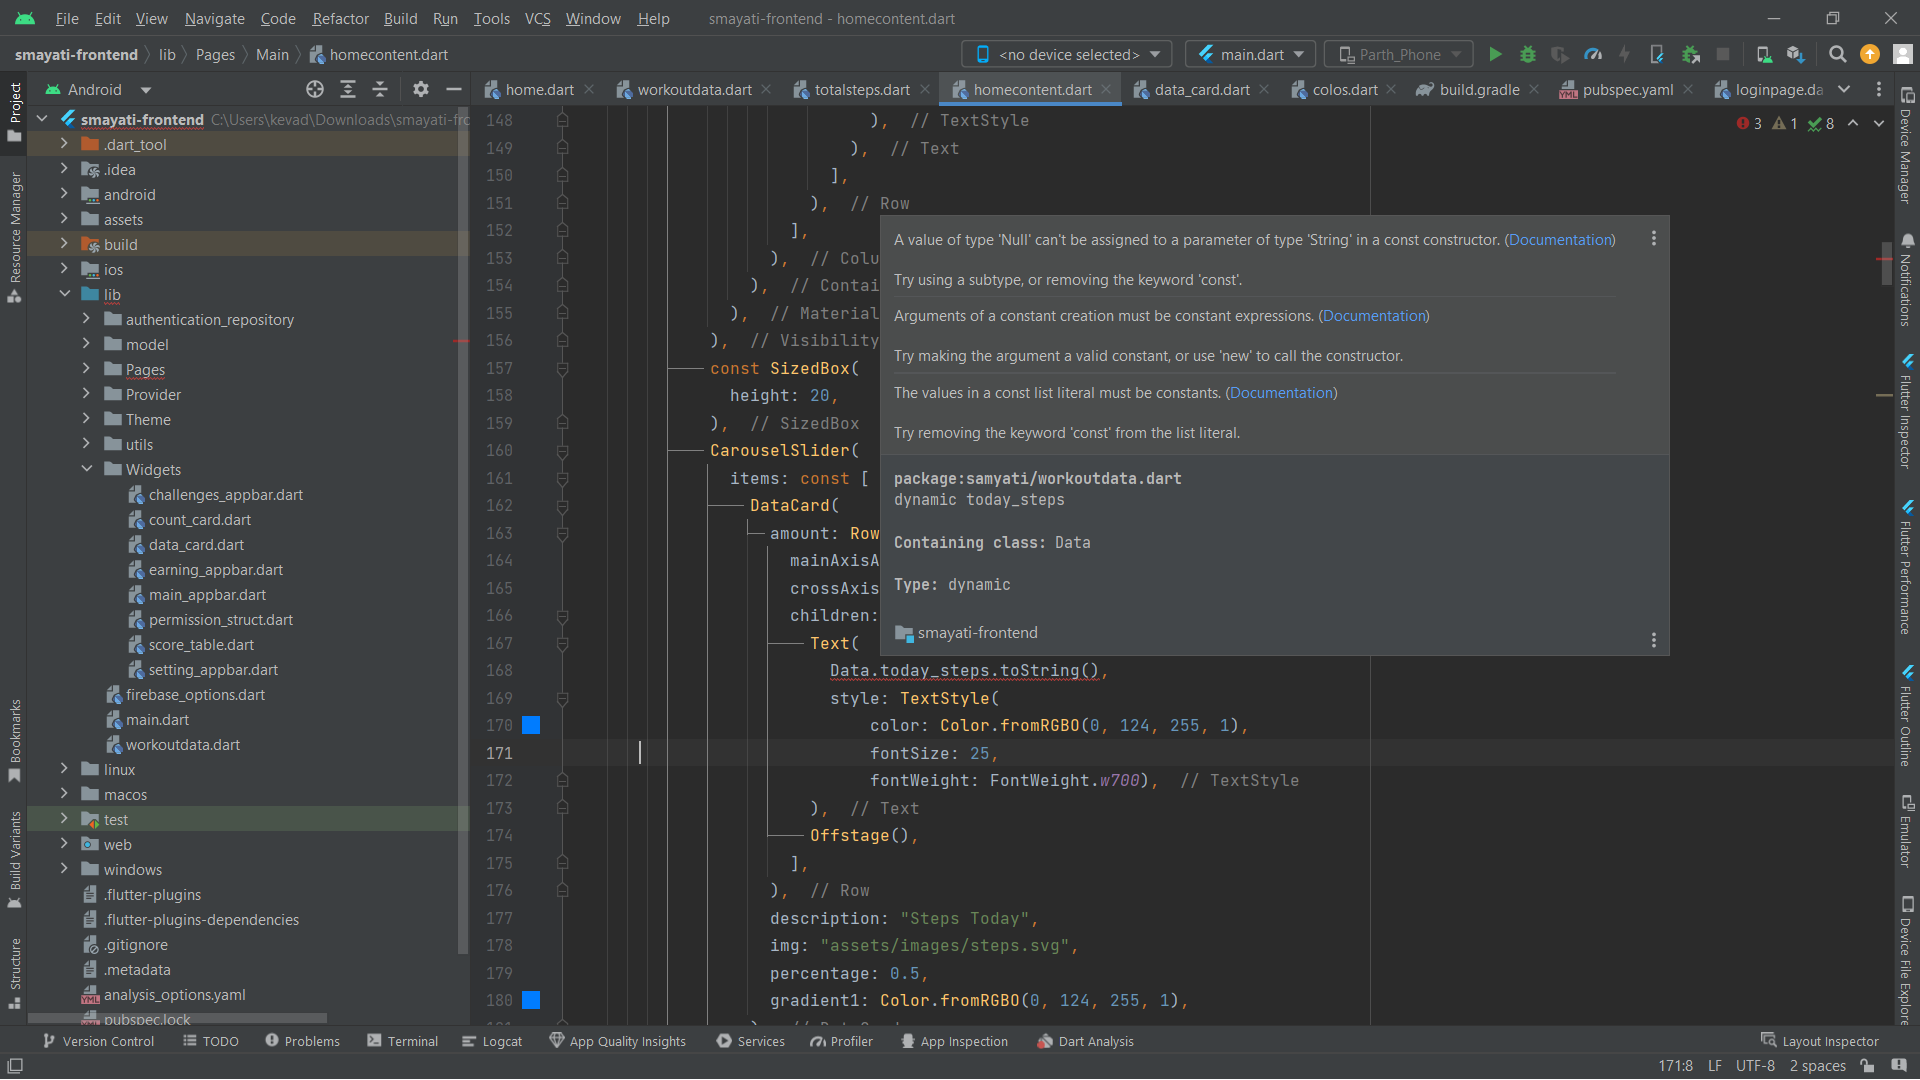 File Edit View Navigate Code Refactor Build Run Tools VCS Window Help smayati-frontend - homecontent.dart
smayati-frontend lib Pages Main homecontent.dart
<no device selected> main.dart Parth_Phone
Android
home.dart workoutdata.dart totalsteps.dart homecontent.dart data_card.dart colos.dart build.gradle pubspec.yaml loginpage.da
Project
Resource Manager
Bookmarks
Build Variants
Structure
smayati-frontend C:\Users\kevad\Downloads\smayati-frc
.dart_tool
.idea
android
assets
build
ios
lib
authentication_repository
model
Pages
Provider
Theme
utils
Widgets
challenges_appbar.dart
count_card.dart
data_card.dart
earning_appbar.dart
main_appbar.dart
permission_struct.dart
score_table.dart
setting_appbar.dart
firebase_options.dart
main.dart
workoutdata.dart
linux
macos
test
web
windows
.flutter-plugins
.flutter-plugins-dependencies
.gitignore
.metadata
analysis_options.yaml
pubspec.lock
3 1 8
148 ), // TextStyle
149 ), // Text
150 ],
151 ), // Row
152 ],
153 ), // Colu
154 ), // Contai
155 ), // Material
156 ), // Visibility
157 const SizedBox(
158 height: 20,
159 ), // SizedBox
160 CarouselSlider(
161 items: const [
162 DataCard(
163 amount: Row
164 mainAxisA
165 crossAxis
166 children:
167 Text(
168 Data.today_steps.toString(),
169 style: TextStyle(
170 color: Color.fromRGBO(0, 124, 255, 1),
171 fontSize: 25,
172 fontWeight: FontWeight.w700), // TextStyle
173 ), // Text
174 Offstage(),
175 ],
176 ), // Row
177 description: "Steps Today",
178 img: "assets/images/steps.svg",
179 percentage: 0.5,
180 gradient1: Color.fromRGBO(0, 124, 255, 1),
A value of type 'Null' can't be assigned to a parameter of type 'String' in a const constructor. (Documentation)
Try using a subtype, or removing the keyword 'const'.
Arguments of a constant creation must be constant expressions. (Documentation)
Try making the argument a valid constant, or use 'new' to call the constructor.
The values in a const list literal must be constants. (Documentation)
Try removing the keyword 'const' from the list literal.
package:samyati/workoutdata.dart
dynamic today_steps
Containing class: Data
Type: dynamic
smayati-frontend
Device Manager
Notifications
Flutter Inspector
Flutter Performance
Flutter Outline
Emulator
Device File Explore
Version Control TODO Problems Terminal Logcat App Quality Insights Services Profiler App Inspection Dart Analysis Layout Inspector
171:8 LF UTF-8 2 spaces